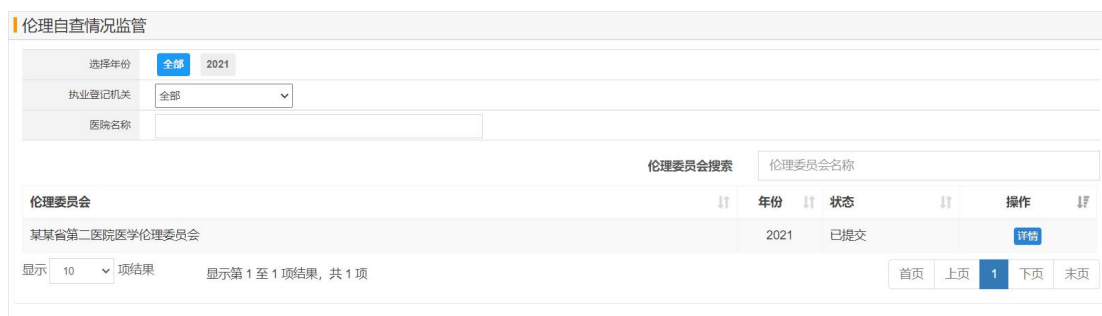 伦理自查情况监管
选择年份 全部 2021
执业登记机关 全部
医院名称
伦理委员会搜索 伦理委员会名称
伦理委员会 年份 状态 操作
某某省第二医院医学伦理委员会 2021 已提交 详情
显示 10 项结果 显示第 1 至 1 项结果，共 1 项 首页 上页 1 下页 末页